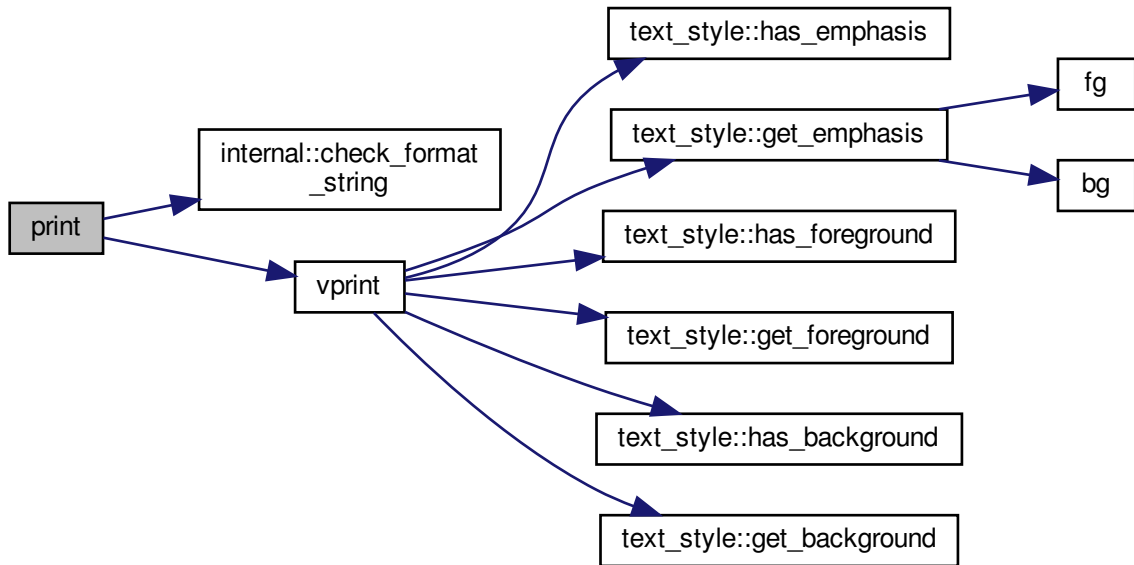 print
internal::check_format
_string
vprint
text_style::has_emphasis
text_style::get_emphasis
text_style::has_foreground
text_style::get_foreground
text_style::has_background
text_style::get_background
fg
bg